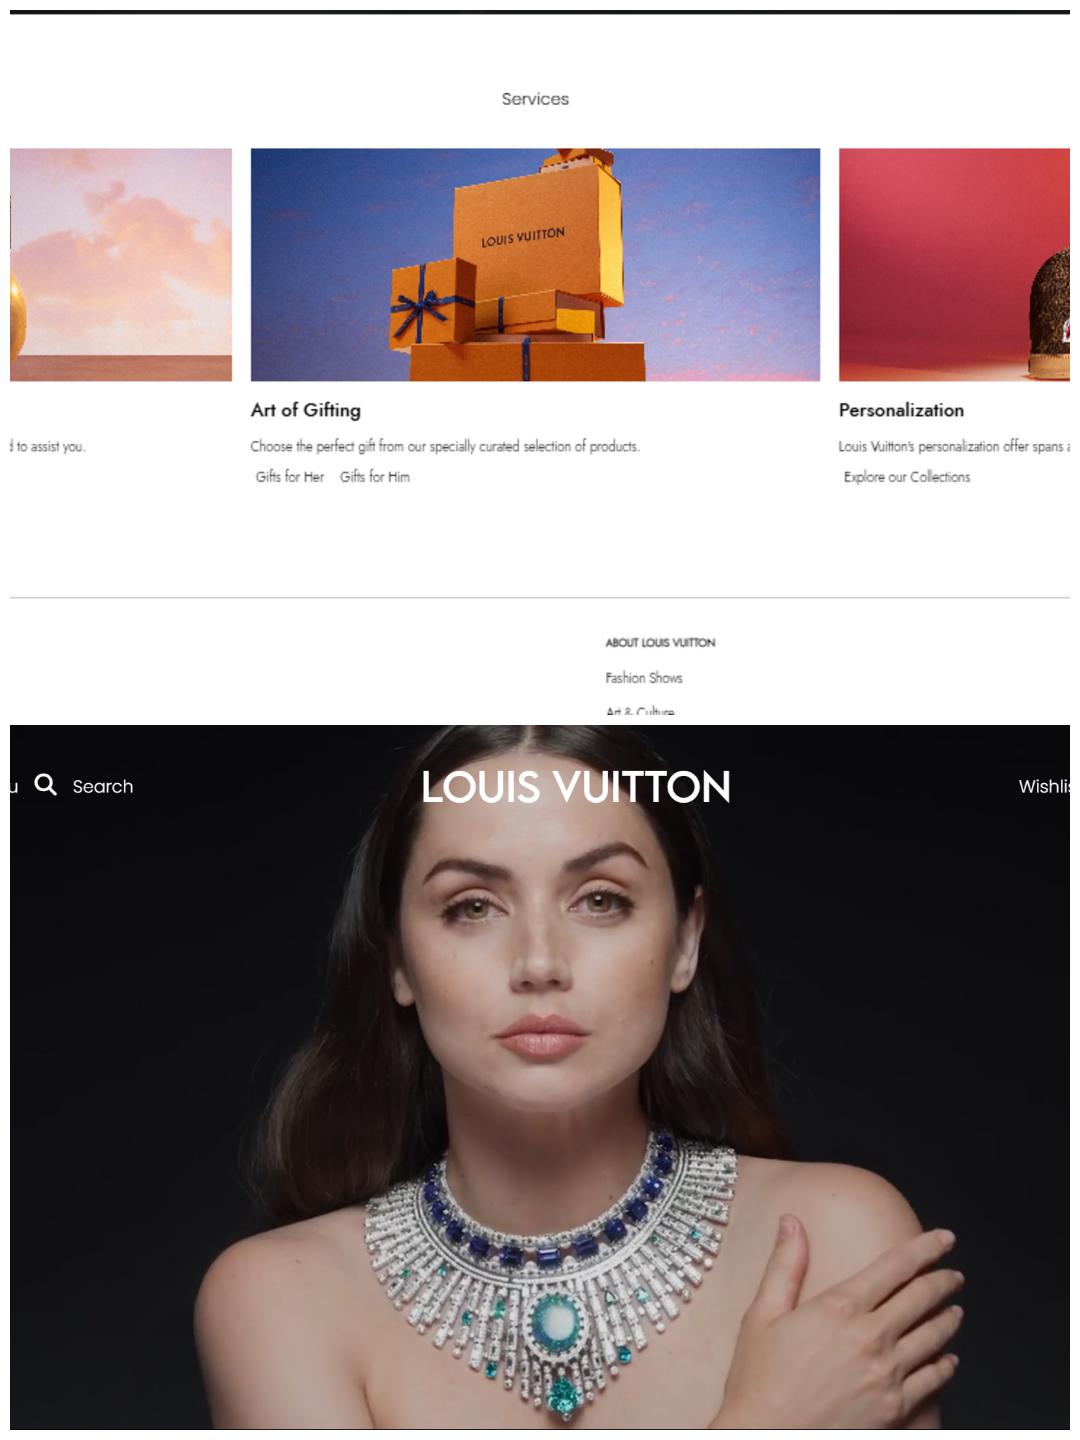 Services
LOUIS VUITTON
Art of Gifting
Personalization
to assist you.
Choose the perfect gift from our specially curated selection of products.
Louis Vuitton's personalization offer spans
Gifts for Her Gifts for Him
Explore our Collections
ABOUT LOUIS VUITTON
Fashion Shows
Art & Culture
Search
LOUIS VUITTON